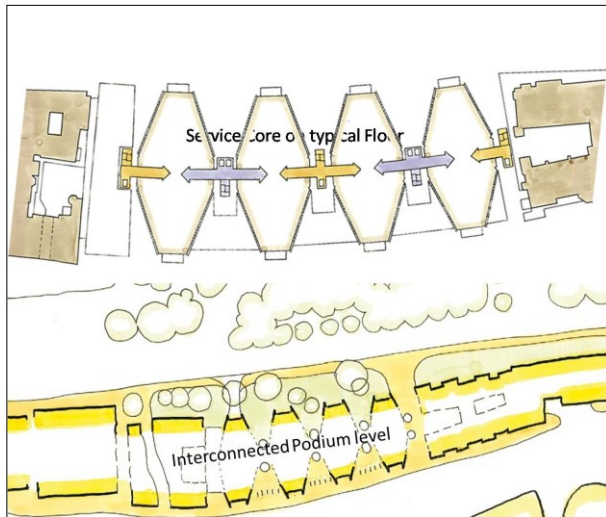 Service Core on typical Floor
Interconnected Podium level